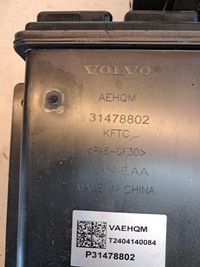 VOLVO
AEHQM
31478802
KFTC
>PA6-GF30<
MADE IN CHINA
VAEHQM
T2404140084
P31478802